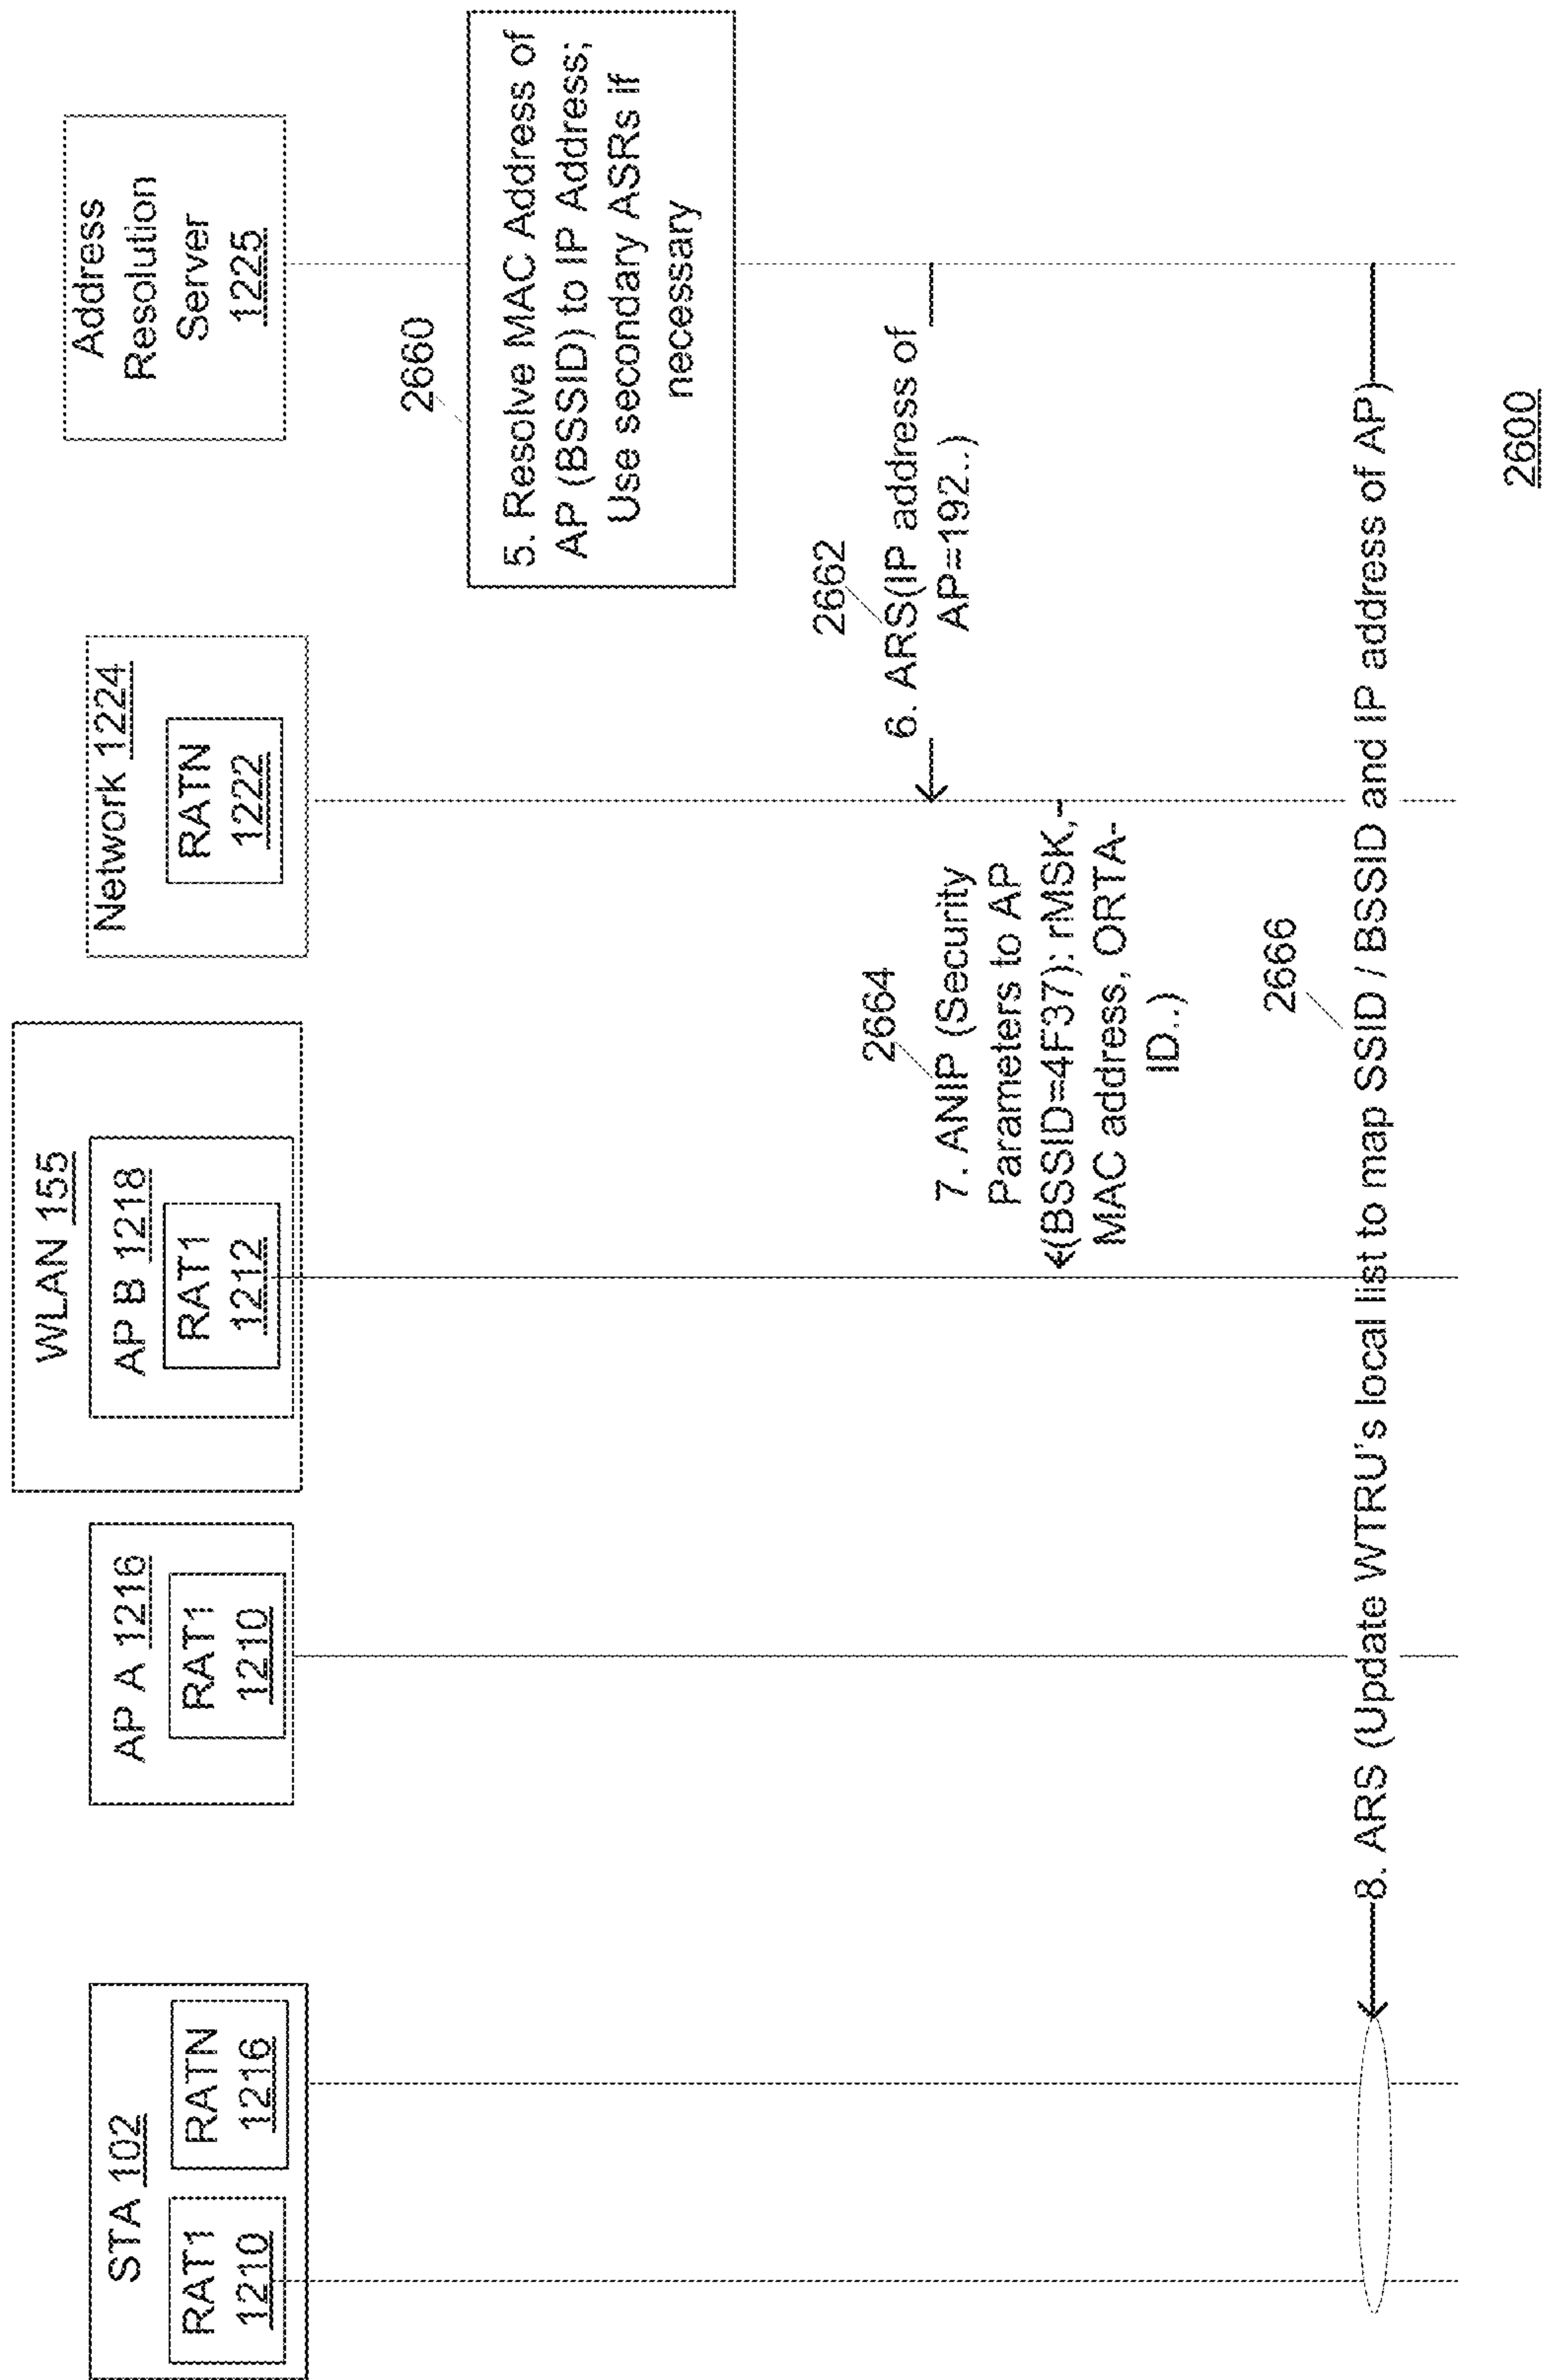 STA 102
RAT1
1210
RATN
1216
AP A 1216
RAT1
1210
WLAN 155
AP B 1218
RAT1
1212
Network 1224
RATN
1222
Address
Resolution
Server
1225
2660
5. Resolve MAC Address of
AP (BSSID) to IP Address;
Use secondary ASRs if
necessary
2662
6. ARS(IP address of
AP=192..)
2664
7. ANIP (Security
Parameters to AP
(BSSID=4F37): rMSK,
MAC address, ORTA-
ID..)
2666
8. ARS (Update WTRU's local list to map SSID / BSSID and IP address of AP)
2600